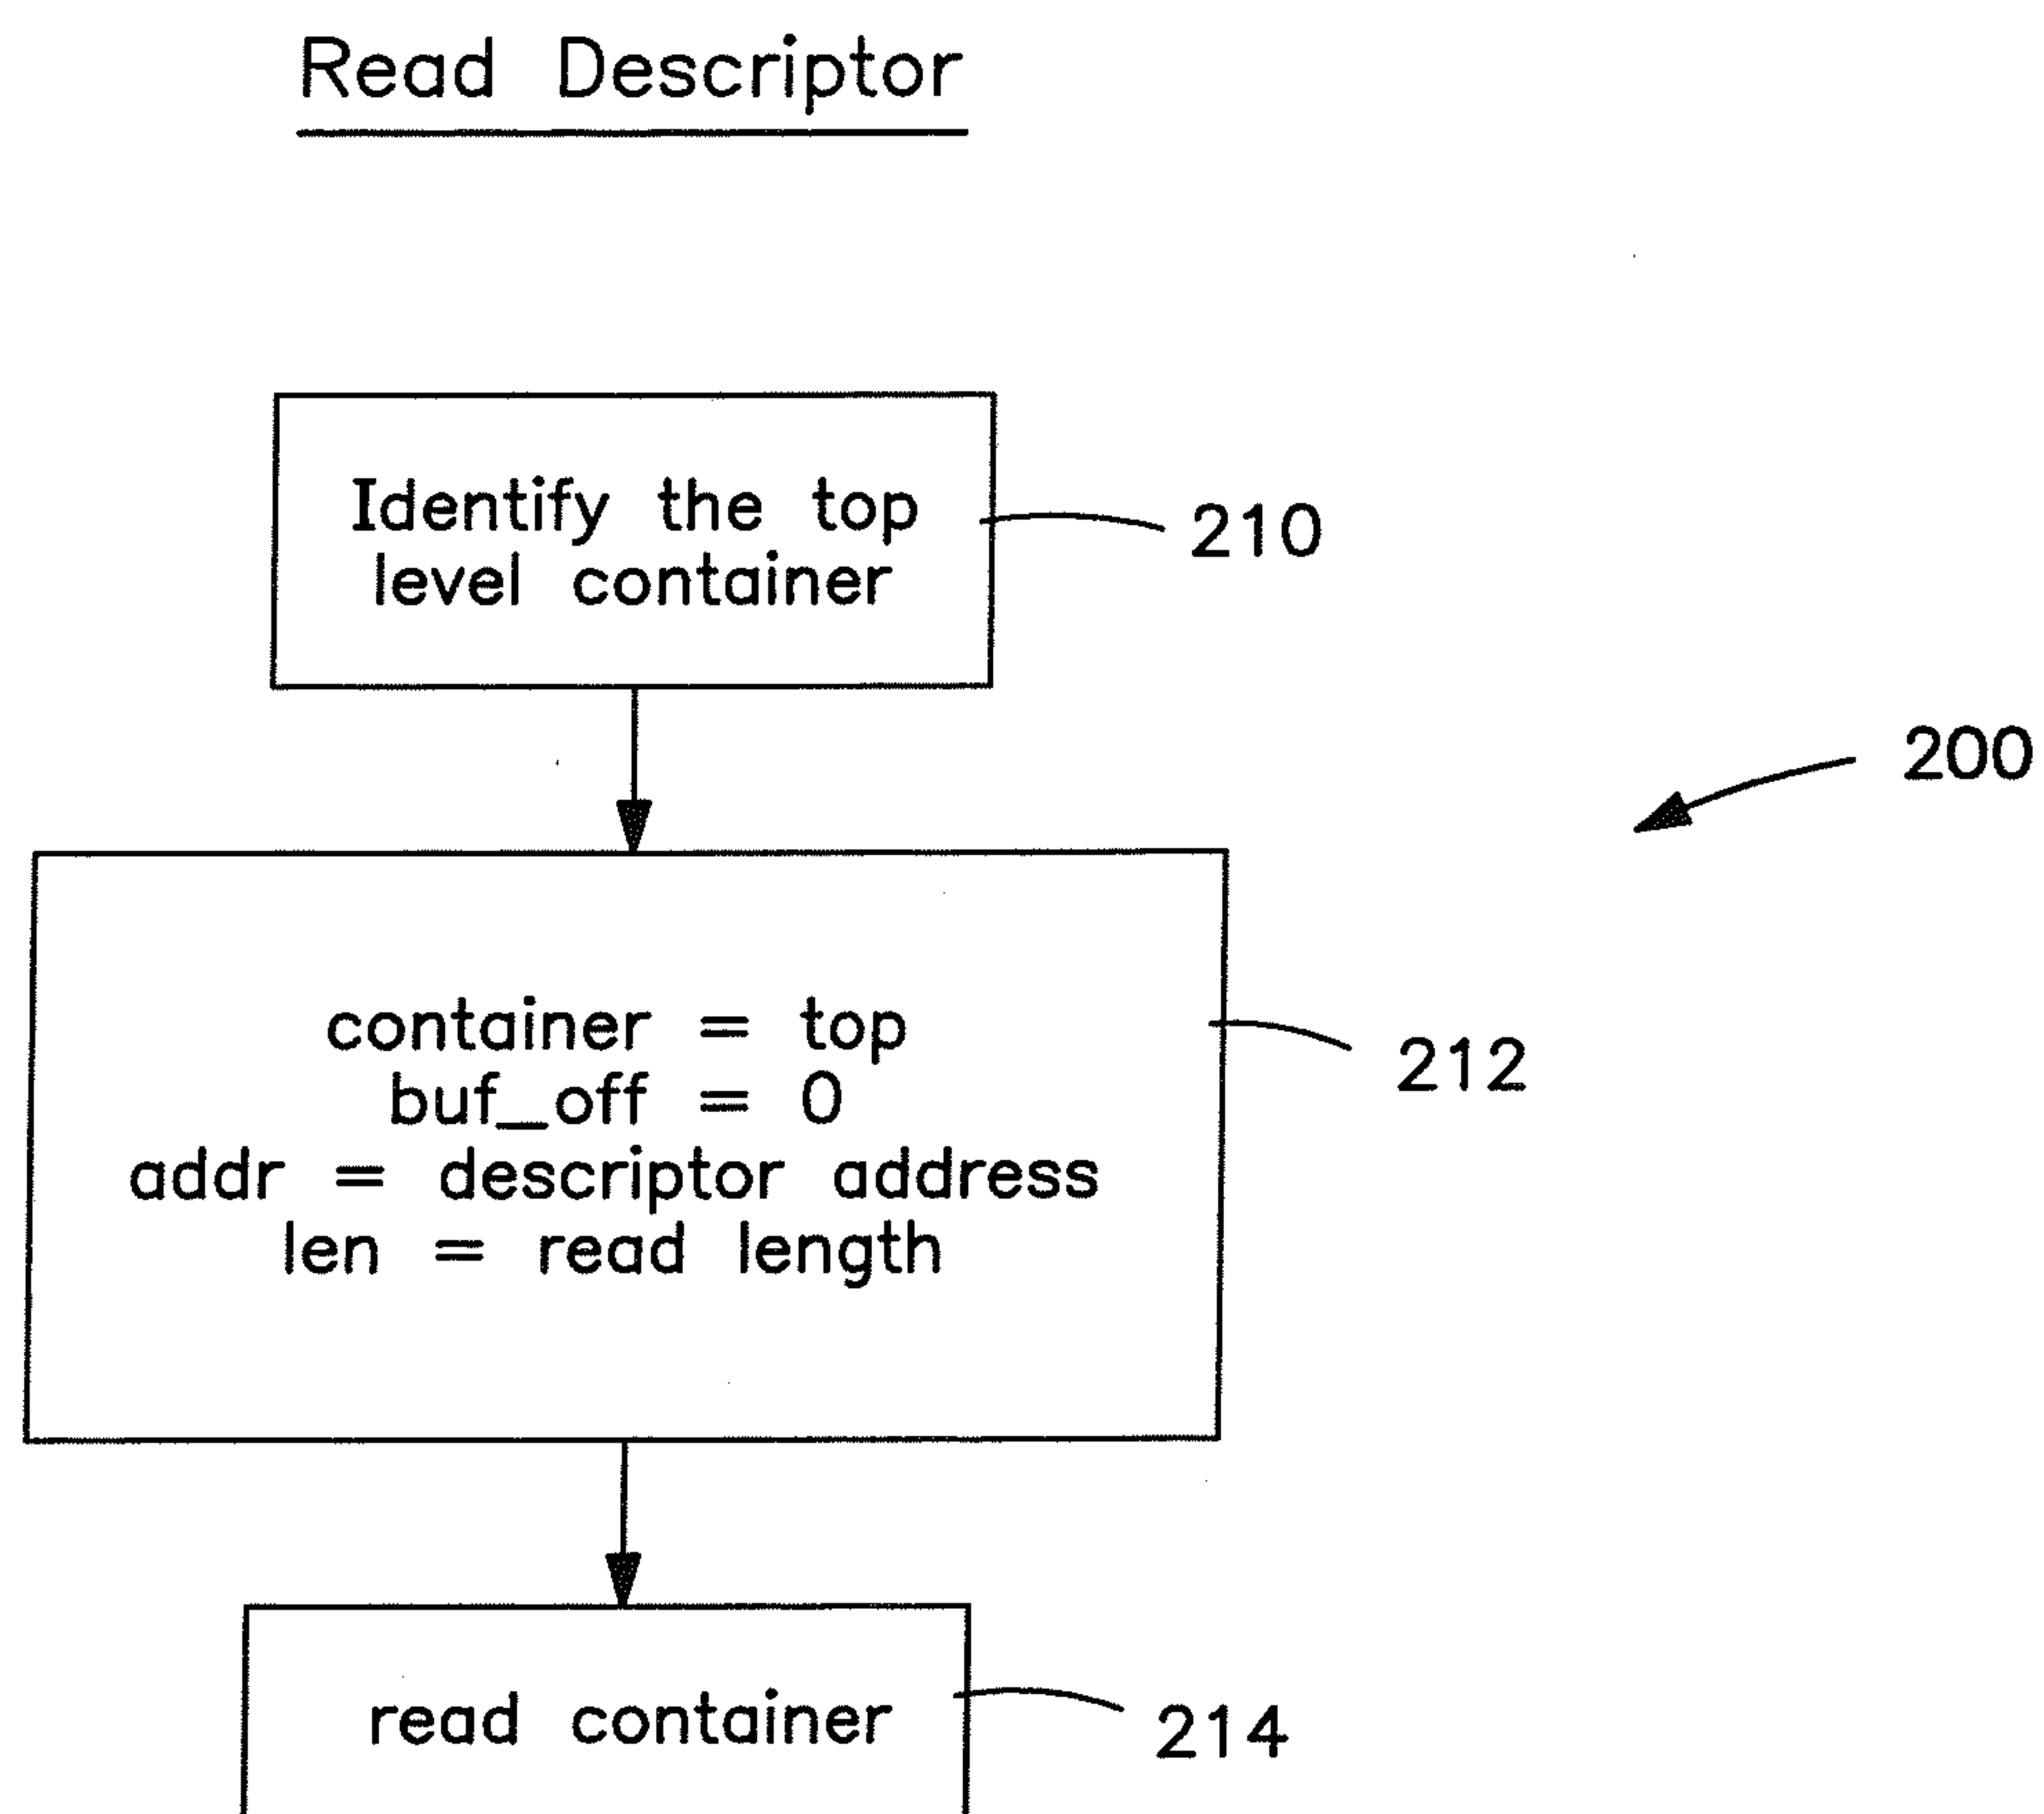 Read Descriptor
Identify the top
level container
210
200
container = top
buf_off = 0
addr = descriptor address
len = read length
212
read container
214